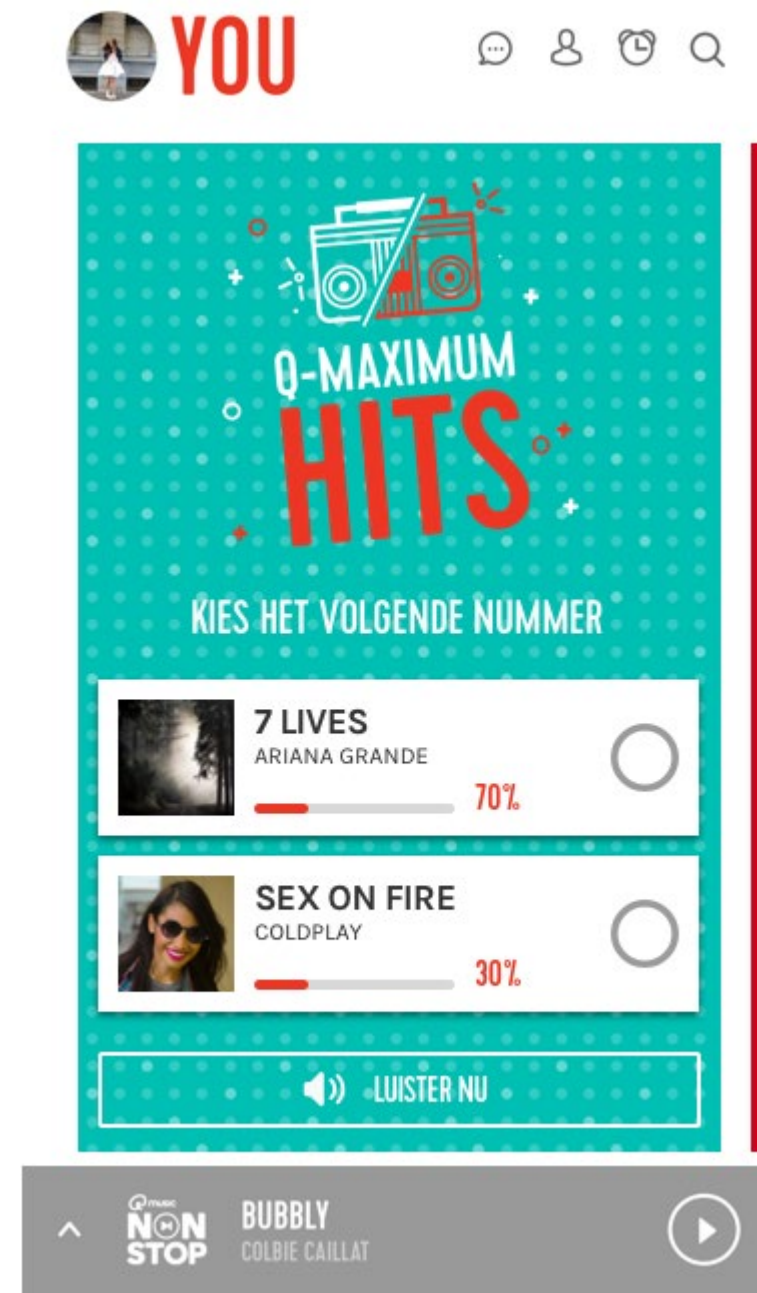 YOU
Q-MAXIMUM
HITS
KIES HET VOLGENDE NUMMER
7 LIVES
ARIANA GRANDE
70%
SEX ON FIRE
COLDPLAY
30%
LUISTER NU
Qmusic
NON
STOP
BUBBLY
COLBIE CAILLAT